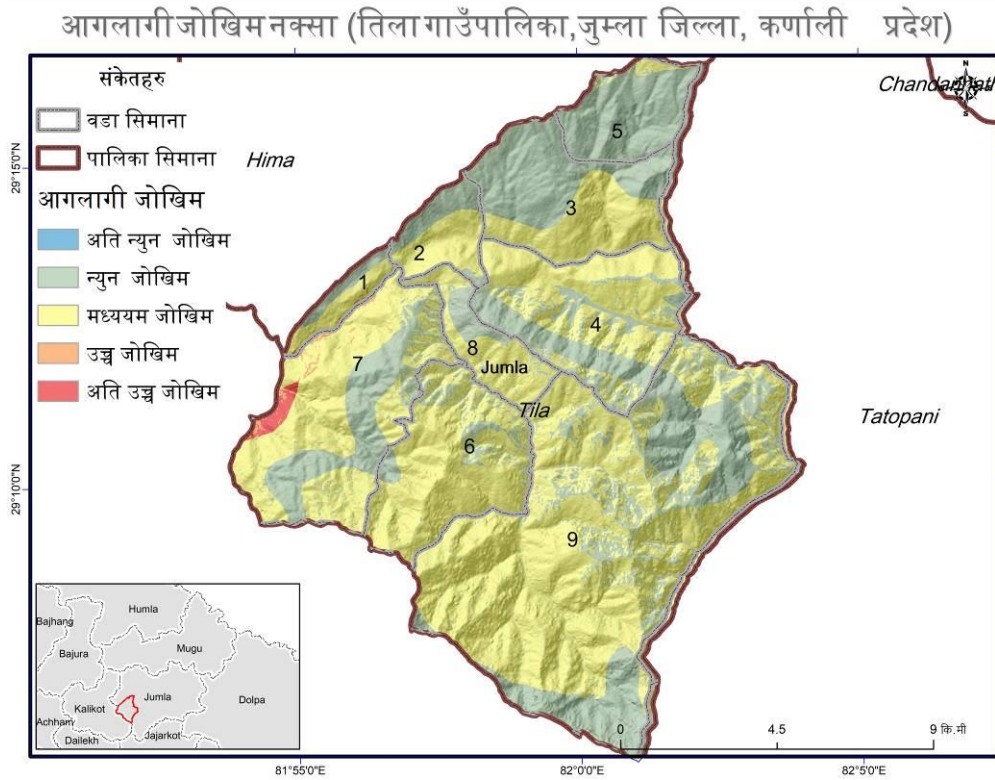 आगलागी जोखिम नक्सा (तिला गाउँपालिका,जुम्ला जिल्ला, कर्णाली प्रदेश)
संकेतहरु
वडा सिमाना
पालिका सिमाना
आगलागी जोखिम
अति न्युन जोखिम
न्युन जोखिम
मध्ययम जोखिम
उच्च जोखिम
अति उच्च जोखिम
Hima
N
S
Tatopani
5
3
2
1
4
7
8
Jumla
Tila
6
9
29°15'0"N
29°10'0"N
Humla
Bajhang
Bajura
Mugu
Jumla
Kalikot
Dolpa
Achham
Dailekh
Jajarkot
0 4.5 9 कि.मी
81°55'0"E 82°0'0"E 82°5'0"E